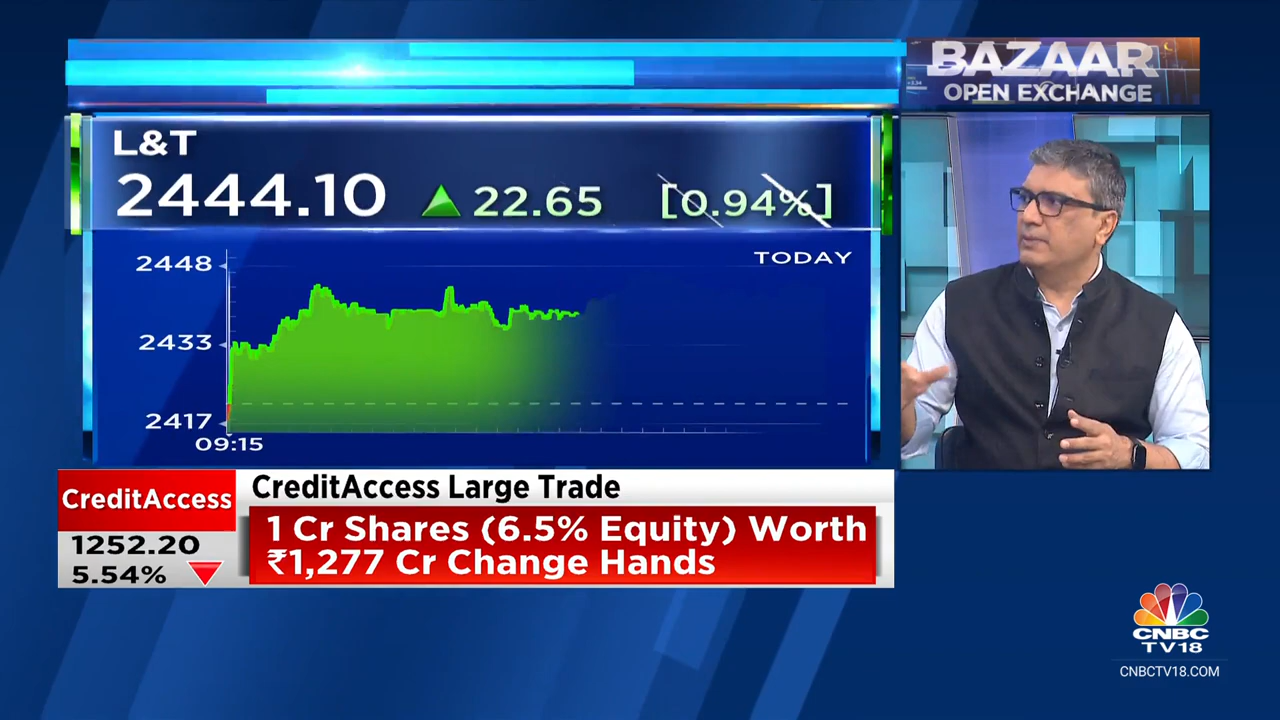 BAZAAR
OPEN EXCHANGE
L&T
2444.10 ▲ 22.65 [0.94%]
TODAY
2448
2433
2417
09:15
CreditAccess
1252.20
5.54% ▼
CreditAccess Large Trade
1 Cr Shares (6.5% Equity) Worth
₹1,277 Cr Change Hands
CNBC
TV18
CNBCTV18.COM